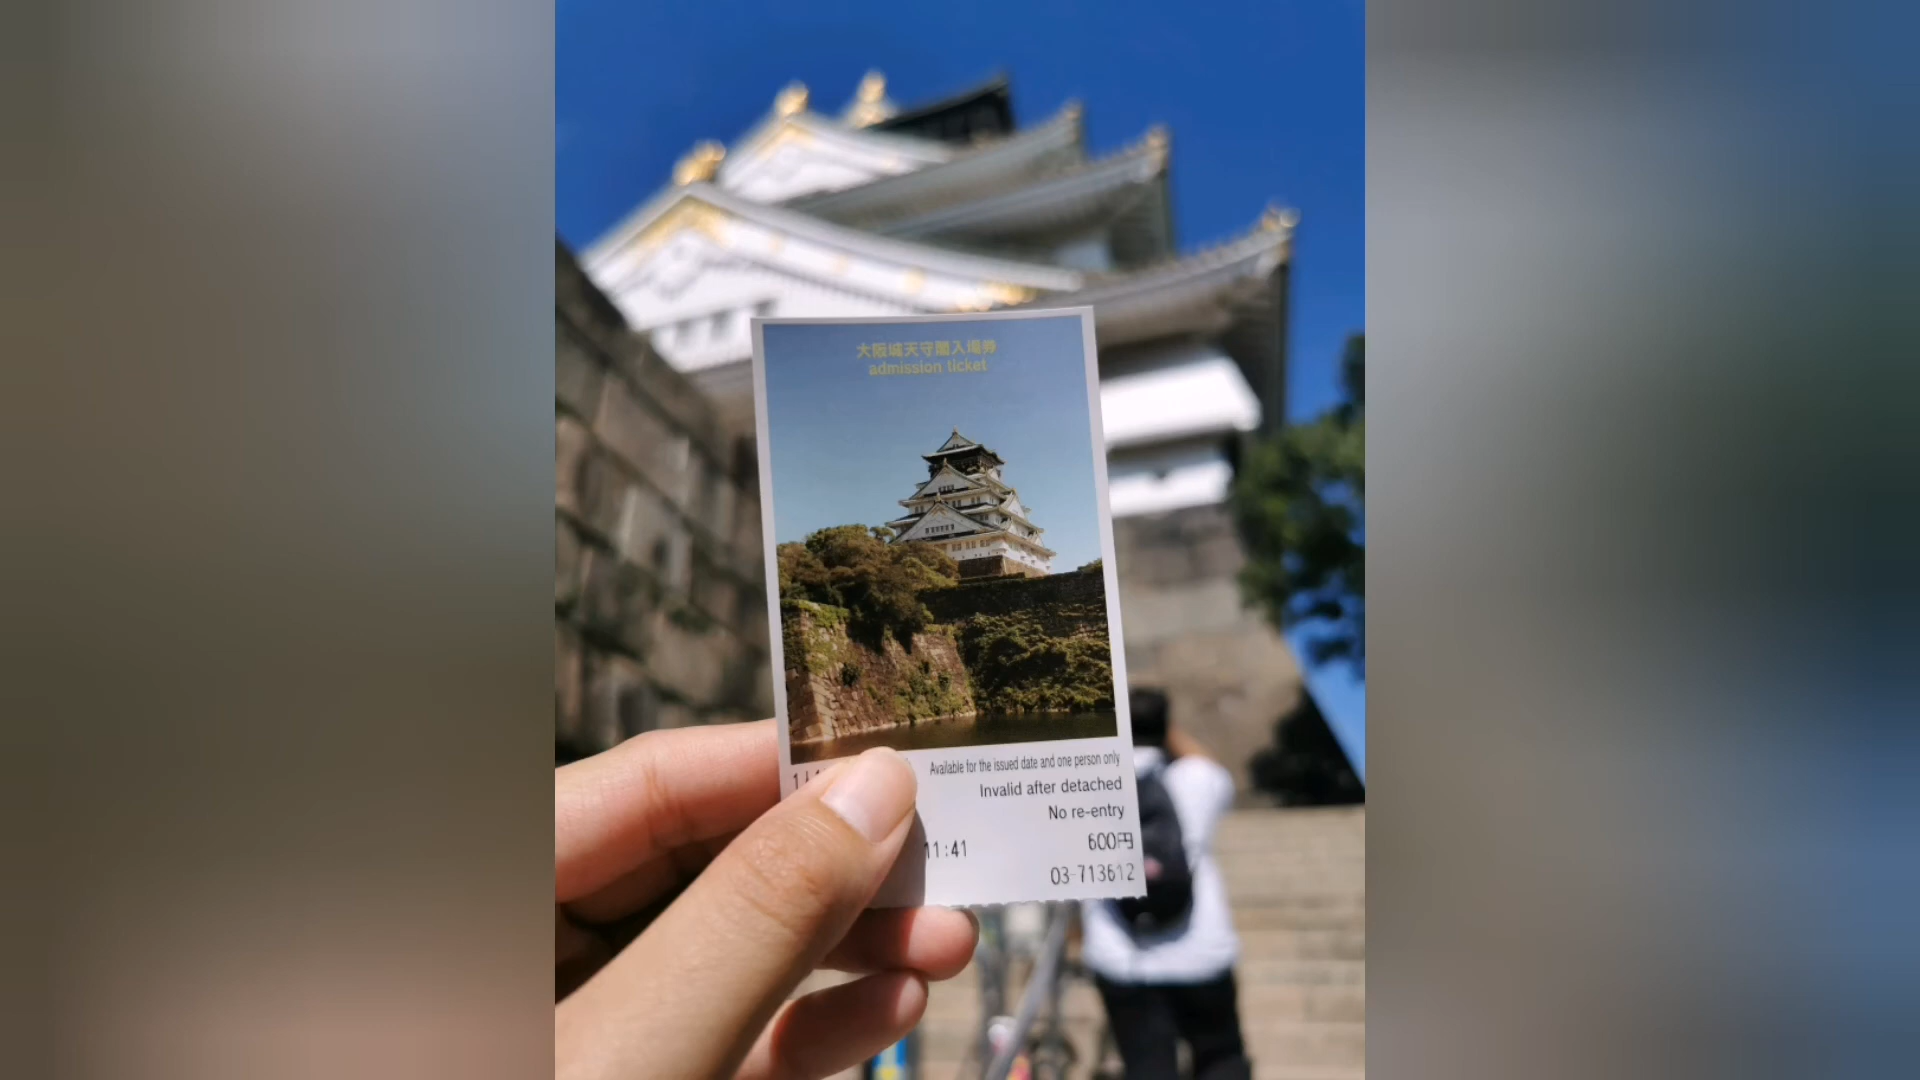 大阪城天守閣入場券
admission ticket
Available for the issued date and one person only
Invalid after detached
No re-entry
11:41
600円
03-713612